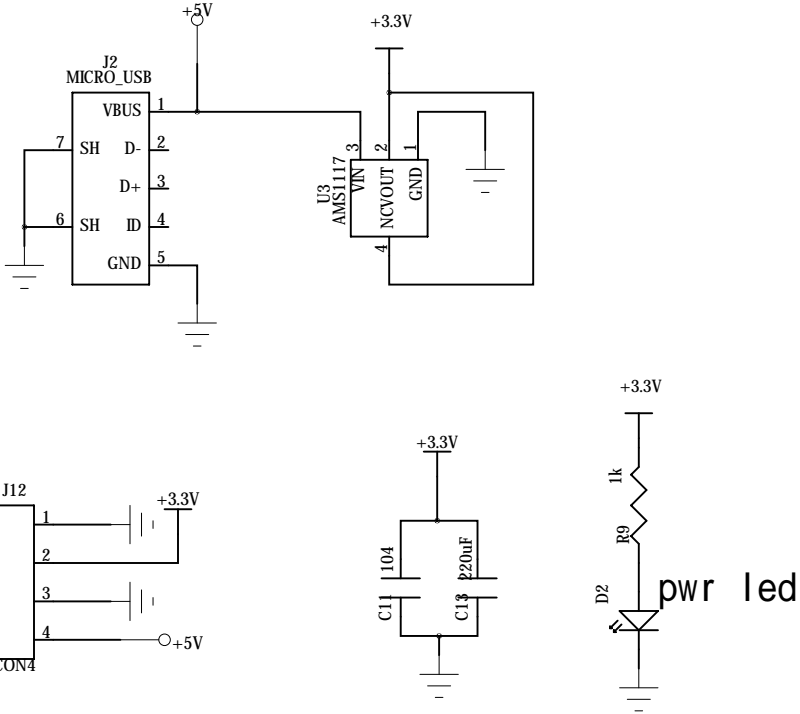 +5V
+3.3V
J2
MICRO_USB
VBUS 1
7 SH D- 2
D+ 3
6 SH ID 4
GND 5
U3
AMS1117
3 2 1
VIN
NCVOUT
GND
4
+3.3V
+3.3V
J12
+3.3V
1
2
3
4
+5V
CON4
104
C11
220uF
C13
1k
R9
D2
pwr led